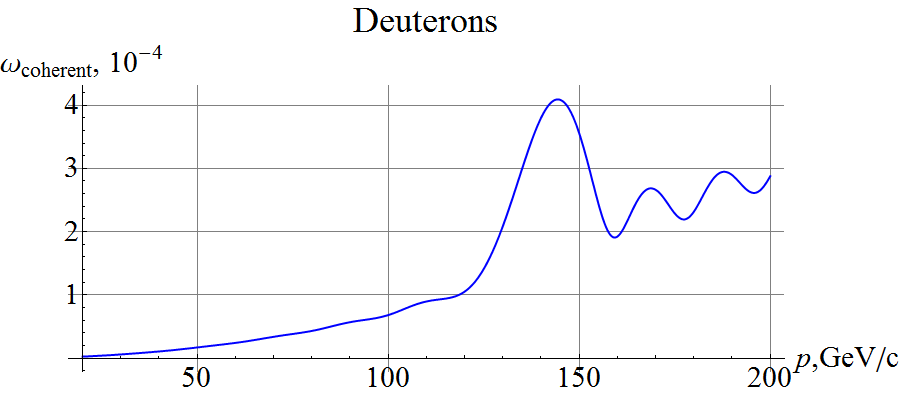 Deuterons
ω_coherent, 10^−4
4
3
2
1
50 100 150 200 p,GeV/c